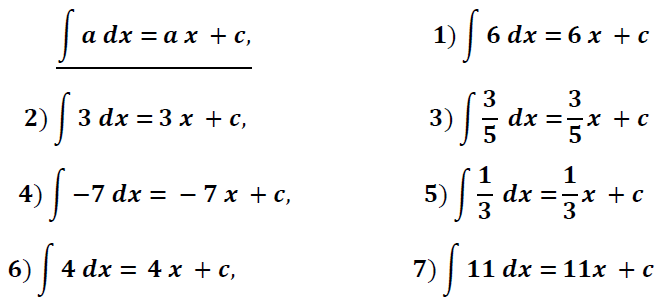 ∫ a dx = a x + c,    1) ∫ 6 dx = 6 x + c
2) ∫ 3 dx = 3 x + c,    3) ∫ 3/5 dx = 3/5 x + c
4) ∫ −7 dx = − 7 x + c,    5) ∫ 1/3 dx = 1/3 x + c
6) ∫ 4 dx = 4 x + c,    7) ∫ 11 dx = 11x + c